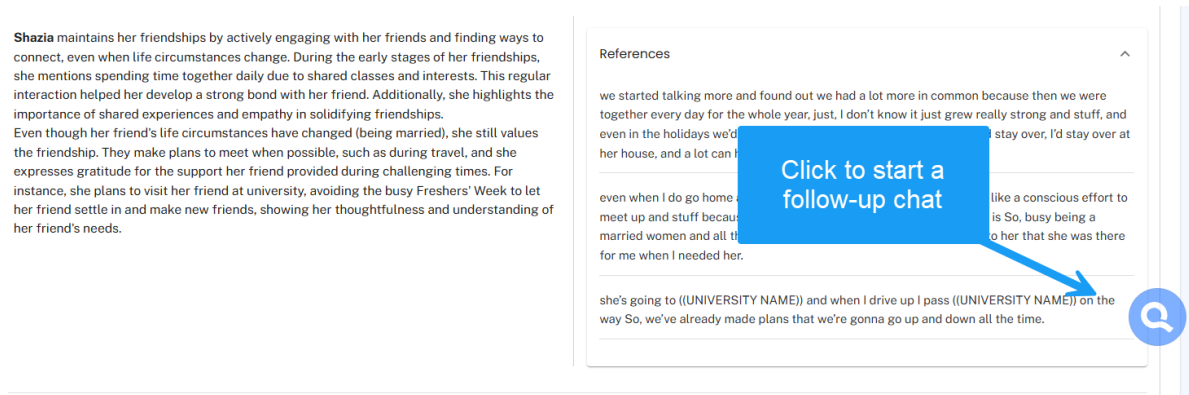 Shazia maintains her friendships by actively engaging with her friends and finding ways to
connect, even when life circumstances change. During the early stages of her friendships,
she mentions spending time together daily due to shared classes and interests. This regular
interaction helped her develop a strong bond with her friend. Additionally, she highlights the
importance of shared experiences and empathy in solidifying friendships.
Even though her friend's life circumstances have changed (being married), she still values
the friendship. They make plans to meet when possible, such as during travel, and she
expresses gratitude for the support her friend provided during challenging times. For
instance, she plans to visit her friend at university, avoiding the busy Freshers' Week to let
her friend settle in and make new friends, showing her thoughtfulness and understanding of
her friend's needs.
References
we started talking more and found out we had a lot more in common because then we were
together every day for the whole year, just, I don't know it just grew really strong and stuff, and
even in the holidays we'd stay over, I'd stay over at
her house, and a lot can
even when I do go home like a conscious effort to
meet up and stuff is So, busy being a
married women and all to her that she was there
for me when I needed her.
she's going to ((UNIVERSITY NAME)) and when I drive up I pass ((UNIVERSITY NAME)) on the
way So, we've already made plans that we're gonna go up and down all the time.
Click to start a
follow-up chat